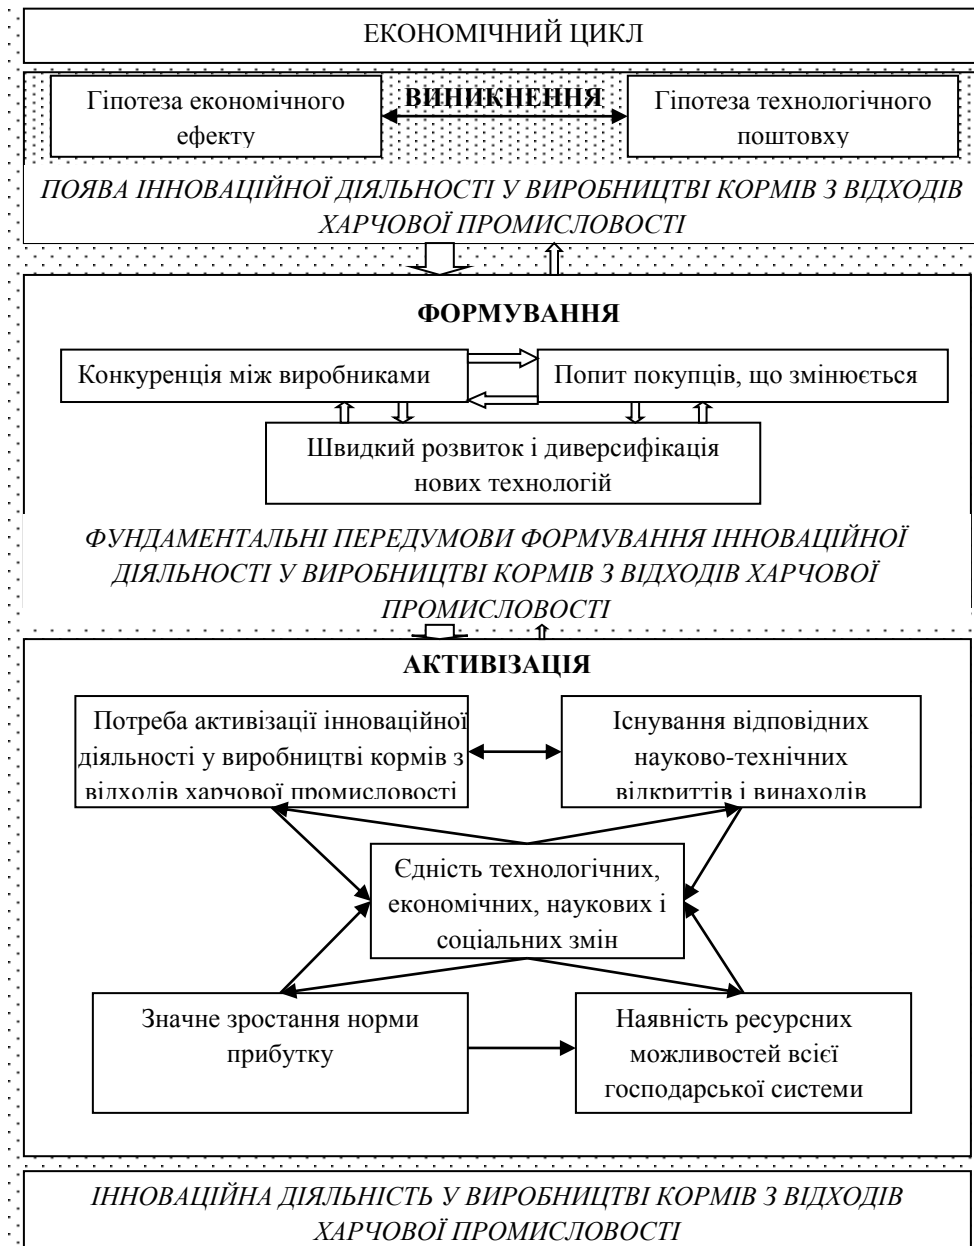 ЕКОНОМІЧНИЙ ЦИКЛ
Гіпотеза економічного
ефекту
ВИНИКНЕННЯ
Гіпотеза технологічного
поштовху
ПОЯВА ІННОВАЦІЙНОЇ ДІЯЛЬНОСТІ У ВИРОБНИЦТВІ КОРМІВ З ВІДХОДІВ
ХАРЧОВОЇ ПРОМИСЛОВОСТІ
ФОРМУВАННЯ
Конкуренція між виробниками
Попит покупців, що змінюється
Швидкий розвиток і диверсифікація
нових технологій
ФУНДАМЕНТАЛЬНІ ПЕРЕДУМОВИ ФОРМУВАННЯ ІННОВАЦІЙНОЇ
ДІЯЛЬНОСТІ У ВИРОБНИЦТВІ КОРМІВ З ВІДХОДІВ ХАРЧОВОЇ
ПРОМИСЛОВОСТІ
АКТИВІЗАЦІЯ
Потреба активізації інноваційної
діяльності у виробництві кормів з
відходів харчової промисловості
Існування відповідних
науково-технічних
відкриттів і винаходів
Єдність технологічних,
економічних, наукових і
соціальних змін
Значне зростання норми
прибутку
Наявність ресурсних
можливостей всієї
господарської системи
ІННОВАЦІЙНА ДІЯЛЬНІСТЬ У ВИРОБНИЦТВІ КОРМІВ З ВІДХОДІВ
ХАРЧОВОЇ ПРОМИСЛОВОСТІ